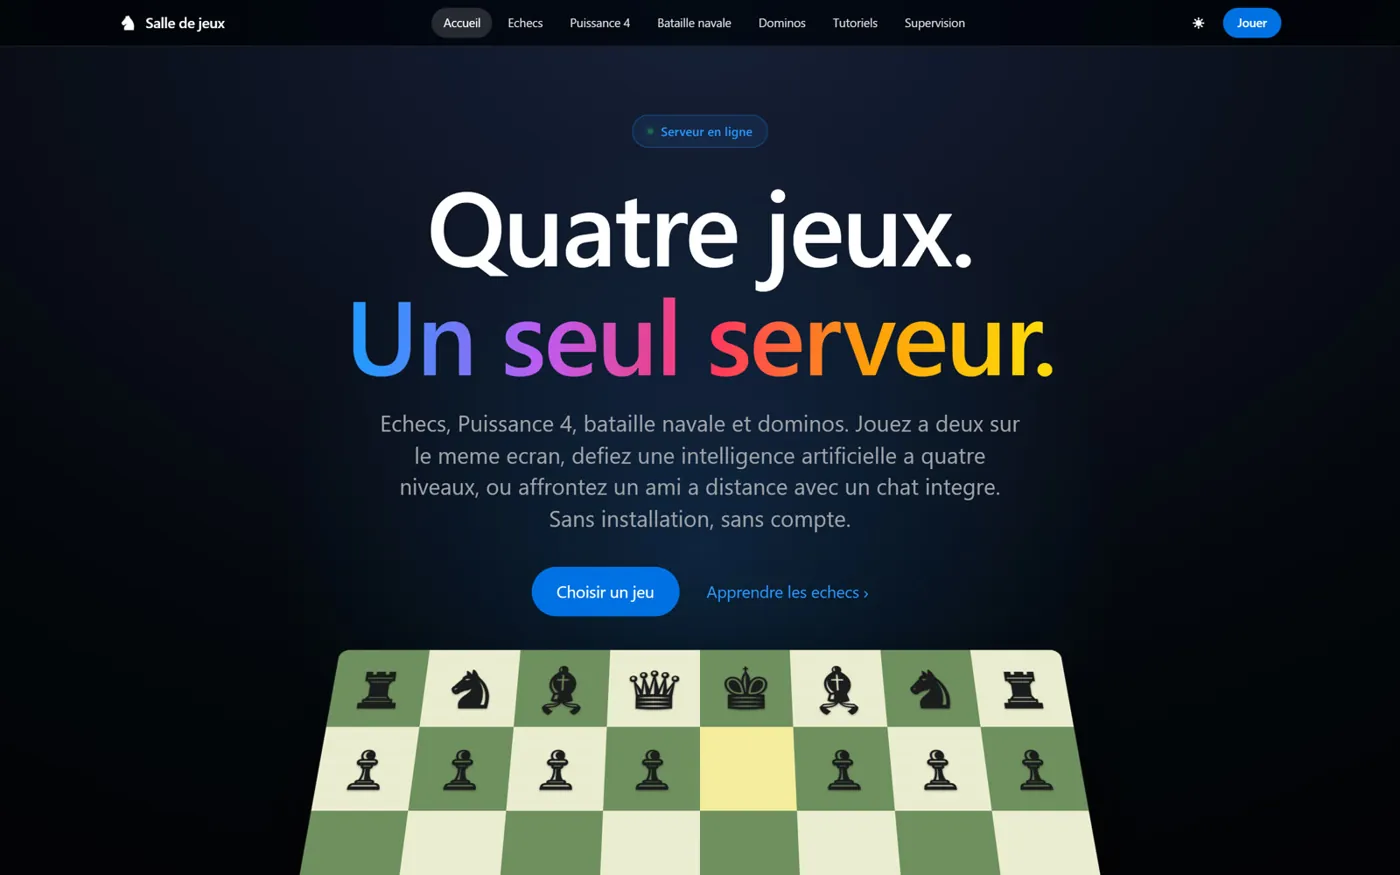 Salle de jeux
Accueil
Echecs
Puissance 4
Bataille navale
Dominos
Tutoriels
Supervision
Jouer
Serveur en ligne
Quatre jeux.
Un seul serveur.
Echecs, Puissance 4, bataille navale et dominos. Jouez a deux sur
le meme ecran, defiez une intelligence artificielle a quatre
niveaux, ou affrontez un ami a distance avec un chat integre.
Sans installation, sans compte.
Choisir un jeu
Apprendre les echecs ›